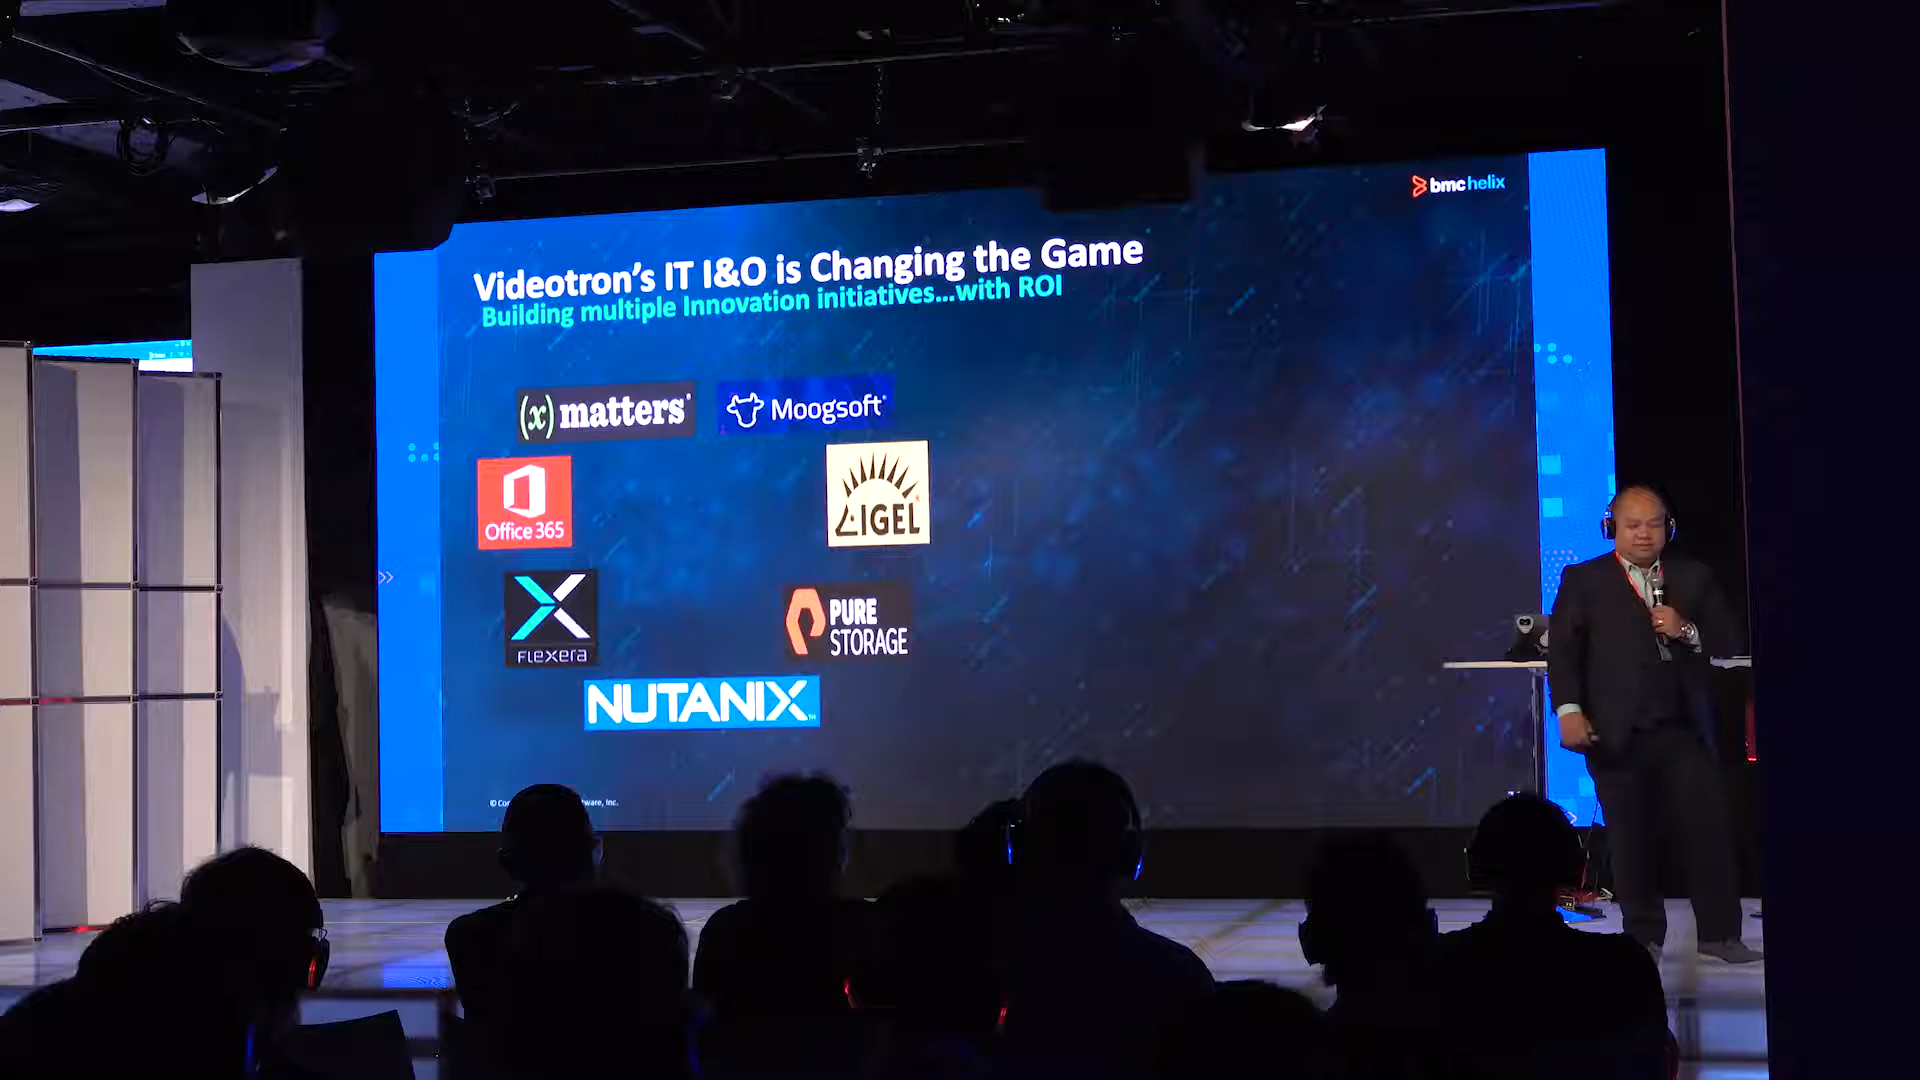 bmc helix
Videotron's IT I&O is Changing the Game
Building multiple Innovation initiatives...with ROI
(x) matters®
Moogsoft®
Office 365
IGEL®
FLEXERA
PURE
STORAGE
NUTANIX™